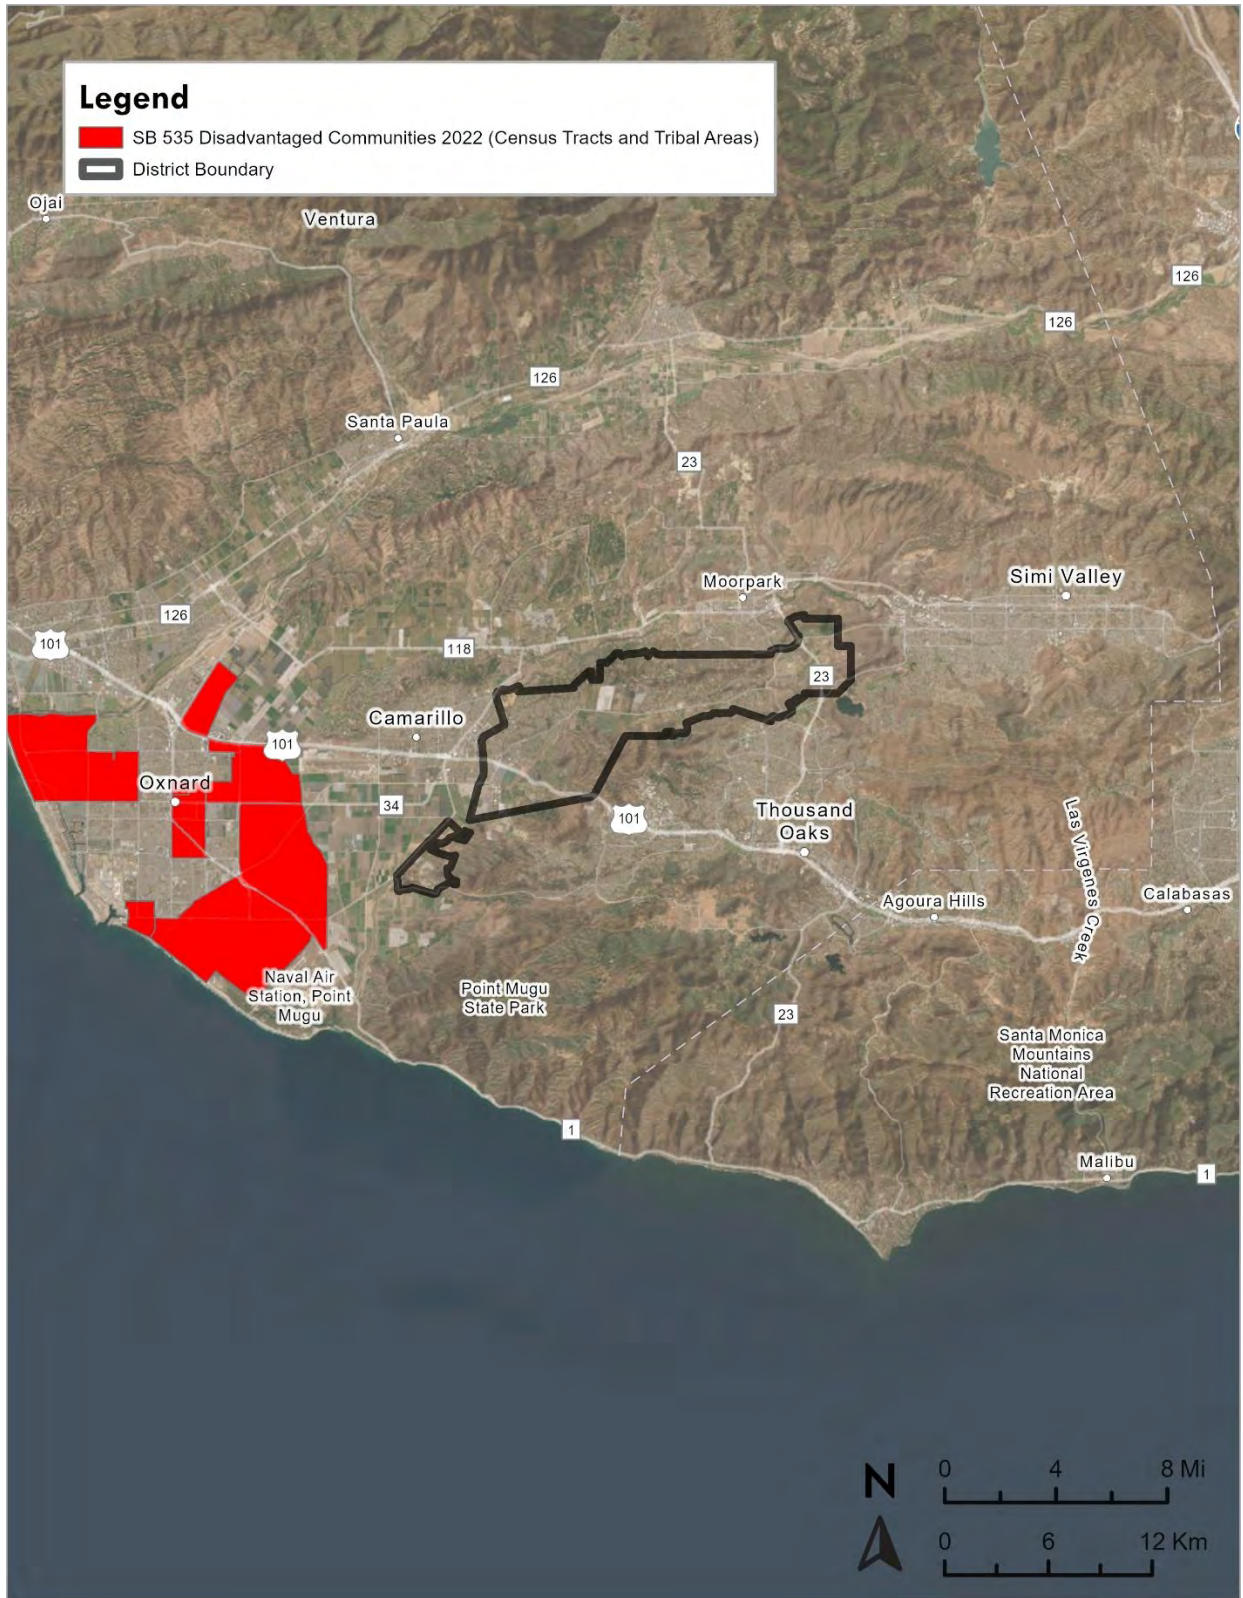 Legend
SB 535 Disadvantaged Communities 2022 (Census Tracts and Tribal Areas)
District Boundary
Ojai
Ventura
126
126
126
Santa Paula
23
Moorpark
Simi Valley
126
101
118
23
Camarillo
101
Oxnard
34
101
Thousand
Oaks
Las Virgenes Creek
Agoura Hills
Calabasas
Naval Air
Station, Point
Mugu
Point Mugu
State Park
23
Santa Monica
Mountains
National
Recreation Area
1
Malibu
1
N
0 4 8 Mi
0 6 12 Km